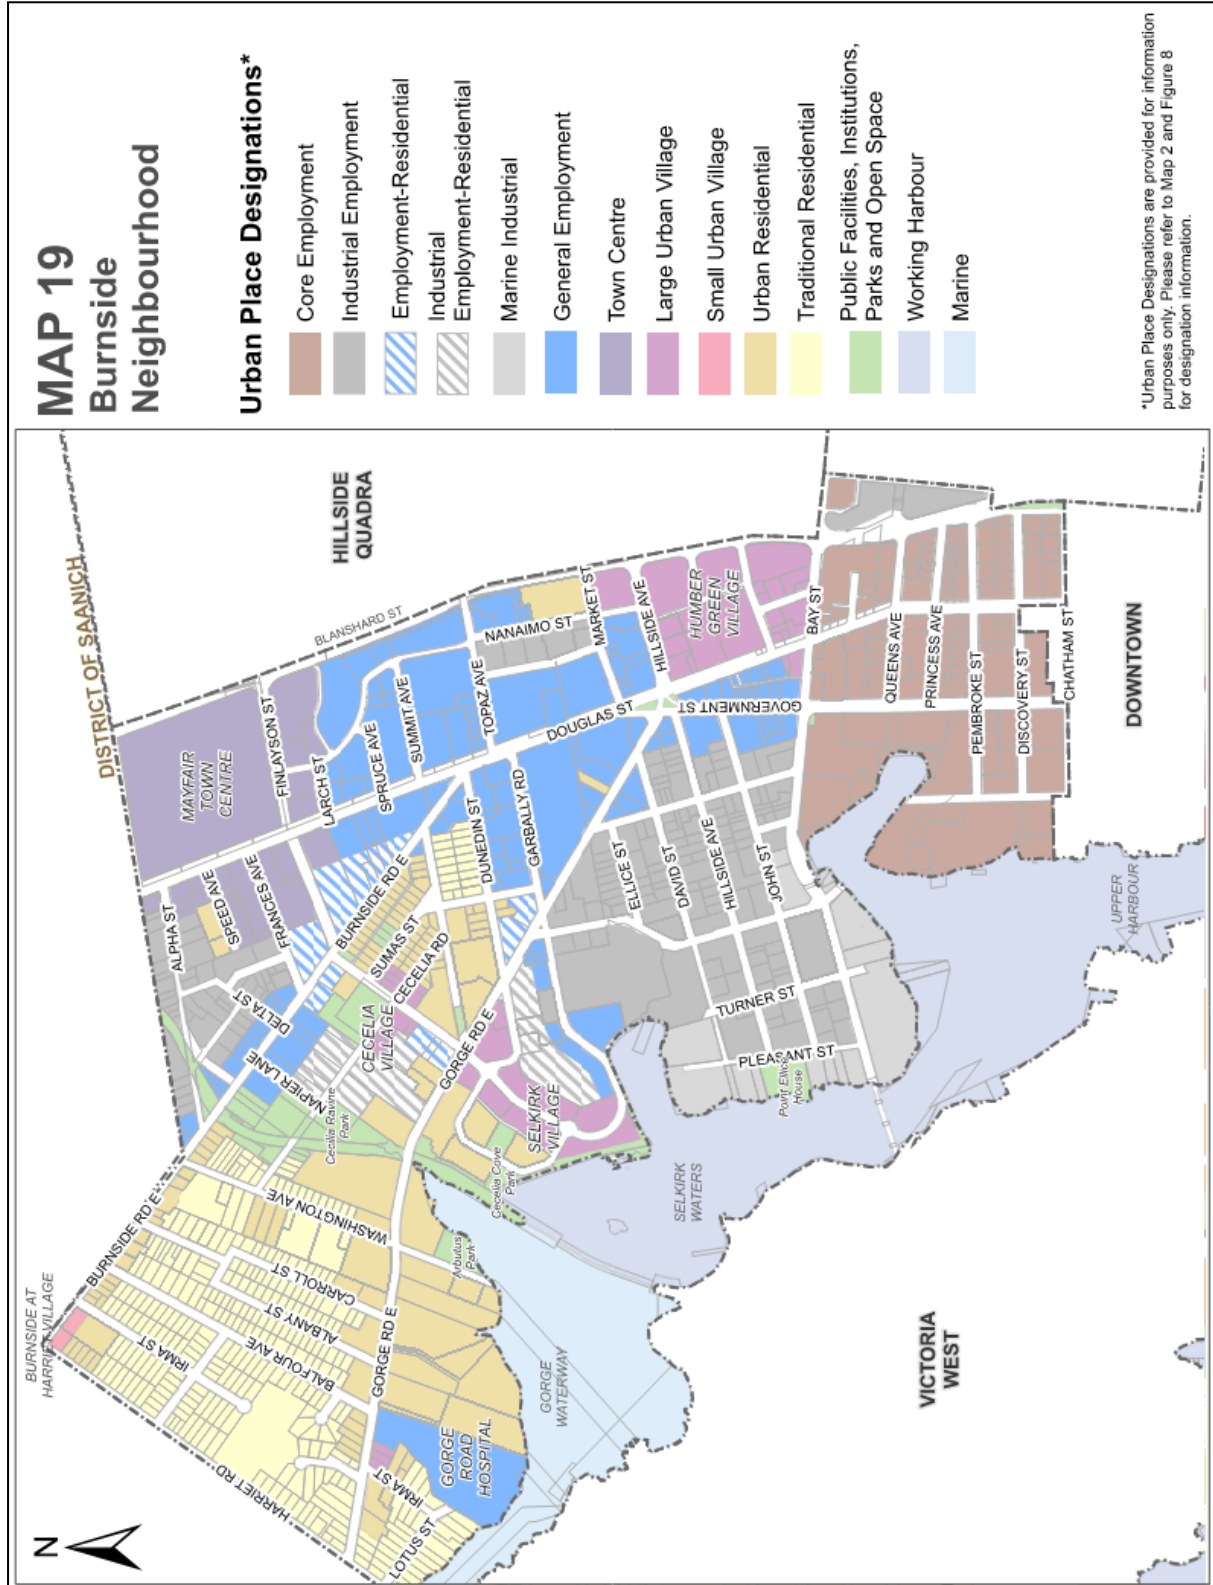 MAP 19
Burnside
Neighbourhood
Urban Place Designations*
Core Employment
Industrial Employment
Employment-Residential
Industrial
Employment-Residential
Marine Industrial
General Employment
Town Centre
Large Urban Village
Small Urban Village
Urban Residential
Traditional Residential
Public Facilities, Institutions,
Parks and Open Space
Working Harbour
Marine
*Urban Place Designations are provided for information
purposes only. Please refer to Map 2 and Figure 8
for designation information.
N
DISTRICT OF SAANICH
HILLSIDE
QUADRA
DOWNTOWN
VICTORIA
WEST
BURNSIDE AT
HARRIET VILLAGE
MAYFAIR
TOWN
CENTRE
HUMBER
GREEN
VILLAGE
CECELIA
VILLAGE
SELKIRK
VILLAGE
GORGE
ROAD
HOSPITAL
GORGE
WATERWAY
SELKIRK
WATERS
UPPER
HARBOUR
Cecilia Ravine
Park
Cecelia Cove
Park
Arbutus
Park
Point Ellice
House
BLANSHARD ST
FINLAYSON ST
LARCH ST
SPRUCE AVE
SUMMIT AVE
TOPAZ AVE
NANAIMO ST
MARKET ST
HILLSIDE AVE
DOUGLAS ST
GOVERNMENT ST
BAY ST
QUEENS AVE
PRINCESS AVE
PEMBROKE ST
DISCOVERY ST
CHATHAM ST
ALPHA ST
SPEED AVE
FRANCES AVE
DELTA ST
NAPIER LANE
BURNSIDE RD E
SUMAS ST
CECELIA RD
DUNEDIN ST
GARBALLY RD
GORGE RD E
ELLICE ST
DAVID ST
HILLSIDE AVE
JOHN ST
TURNER ST
PLEASANT ST
BURNSIDE RD E
WASHINGTON AVE
CARROLL ST
ALBANY ST
BALFOUR AVE
IRMA ST
GORGE RD E
HARRIET RD
IRMA ST
LOTUS ST